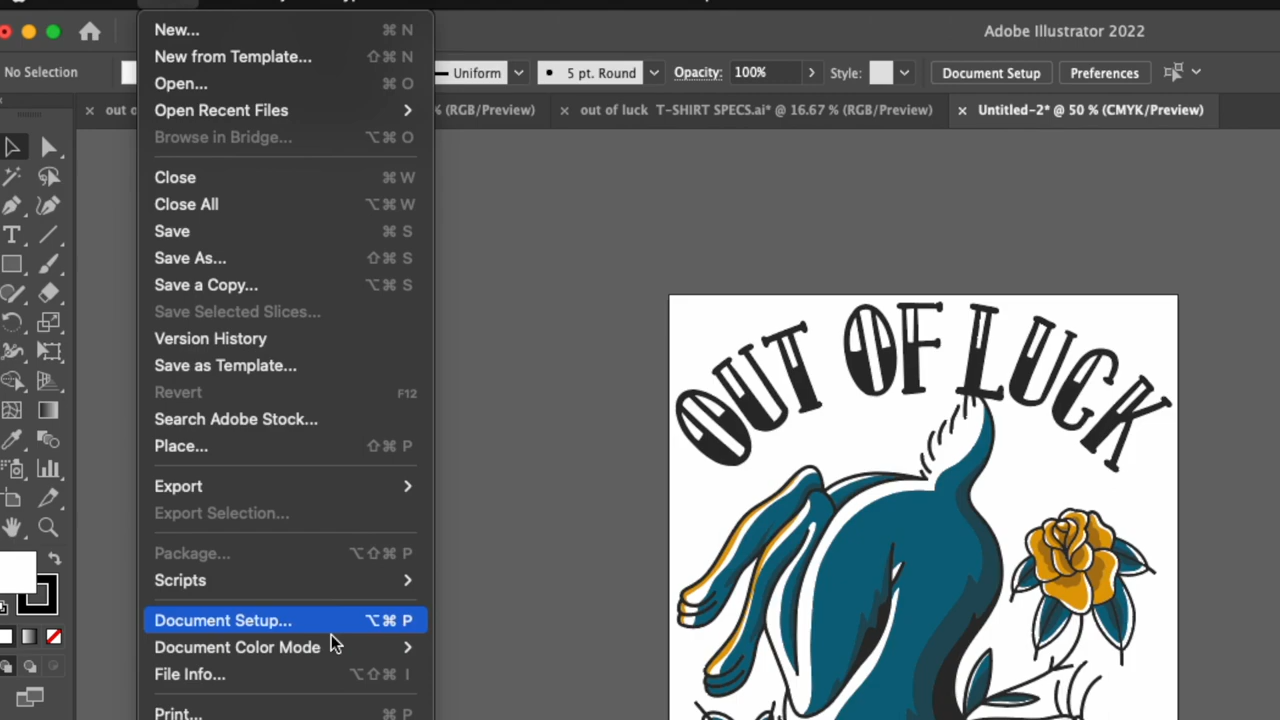 Adobe Illustrator 2022
No Selection
Uniform
5 pt. Round
Opacity:
100%
Style:
Document Setup
Preferences
out o
% (RGB/Preview)
out of luck T-SHIRT SPECS.ai* @ 16.67 % (RGB/Preview)
Untitled-2* @ 50 % (CMYK/Preview)
New... ⌘ N
New from Template... ⇧⌘ N
Open... ⌘ O
Open Recent Files
Browse in Bridge... ⌥⌘ O
Close ⌘ W
Close All ⌥⌘ W
Save ⌘ S
Save As... ⇧⌘ S
Save a Copy... ⌥⌘ S
Save Selected Slices...
Version History
Save as Template...
Revert F12
Search Adobe Stock...
Place... ⇧⌘ P
Export
Export Selection...
Package... ⌥⇧⌘ P
Scripts
Document Setup... ⌥⌘ P
Document Color Mode
File Info... ⌥⇧⌘ I
Print... ⌘ P
OUT OF LUCK